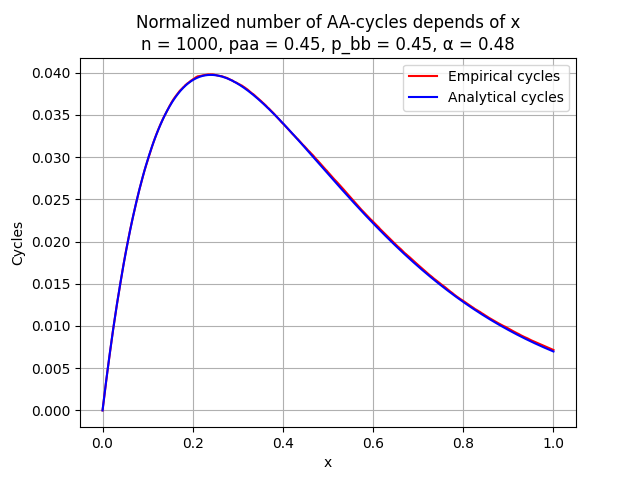 Normalized number of AA-cycles depends of x
n = 1000, paa = 0.45, p_bb = 0.45, α = 0.48
Empirical cycles
Analytical cycles
Cycles
0.040
0.035
0.030
0.025
0.020
0.015
0.010
0.005
0.000
0.0 0.2 0.4 0.6 0.8 1.0
x